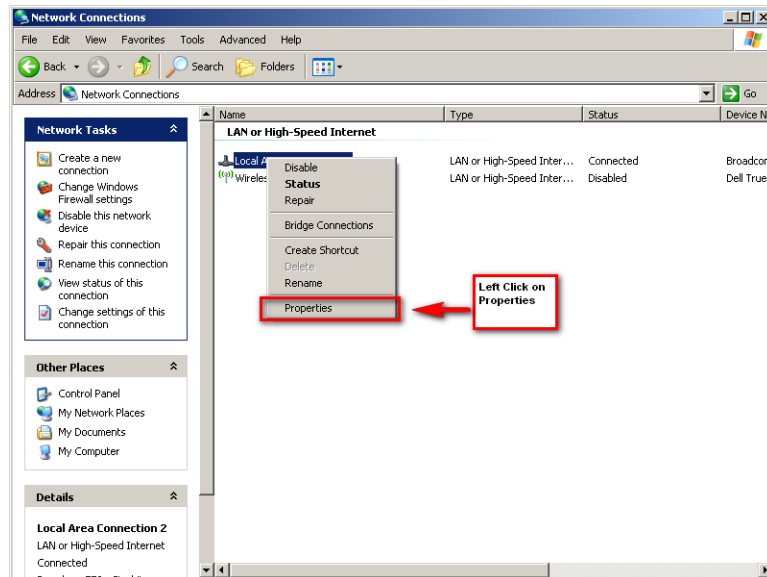 Network Connections
File Edit View Favorites Tools Advanced Help
Back Search Folders
Address Network Connections Go
Name Type Status Device N
Network Tasks
Create a new
connection
Change Windows
Firewall settings
Disable this network
device
Repair this connection
Rename this connection
View status of this
connection
Change settings of this
connection
LAN or High-Speed Internet
Local A LAN or High-Speed Inter... Connected Broadcor
Wireles LAN or High-Speed Inter... Disabled Dell True
Disable
Status
Repair
Bridge Connections
Create Shortcut
Delete
Rename
Properties
Left Click on
Properties
Other Places
Control Panel
My Network Places
My Documents
My Computer
Details
Local Area Connection 2
LAN or High-Speed Internet
Connected